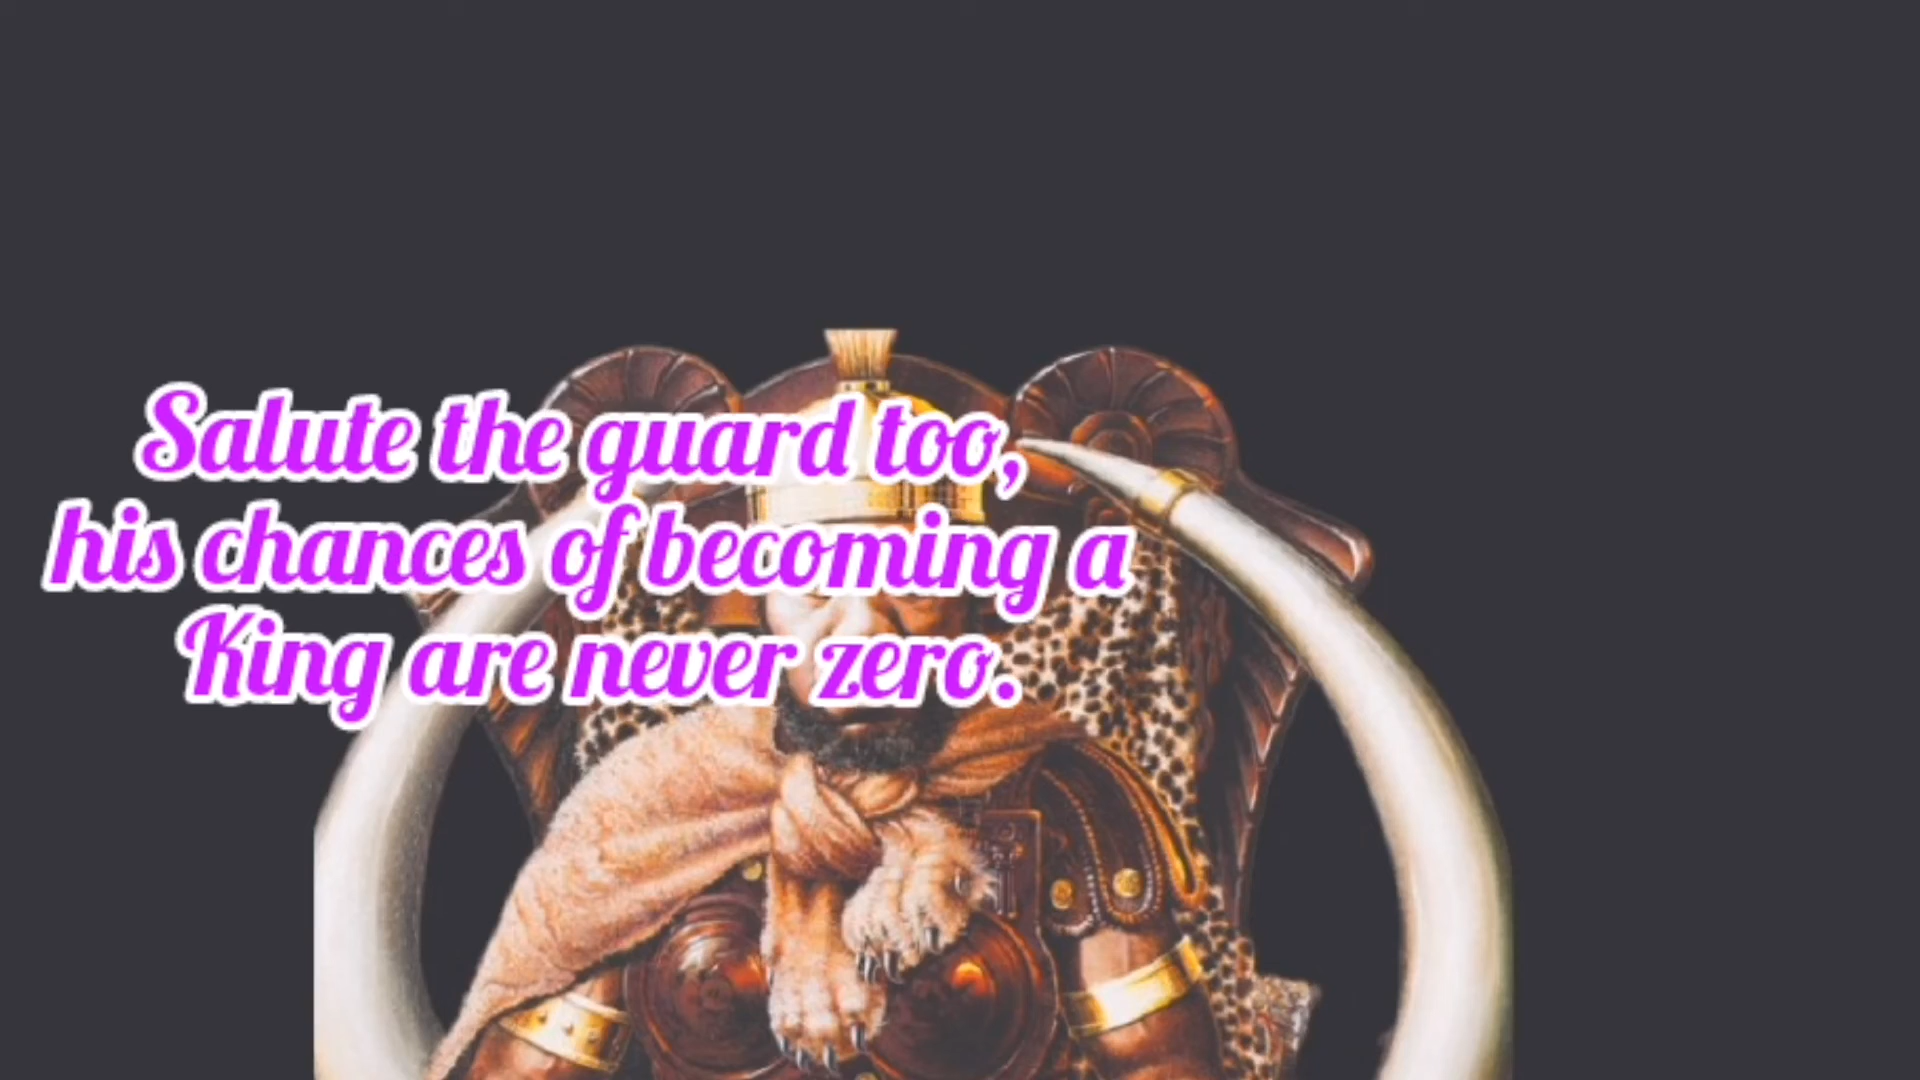 Salute the guard too,
his chances of becoming a
King are never zero.